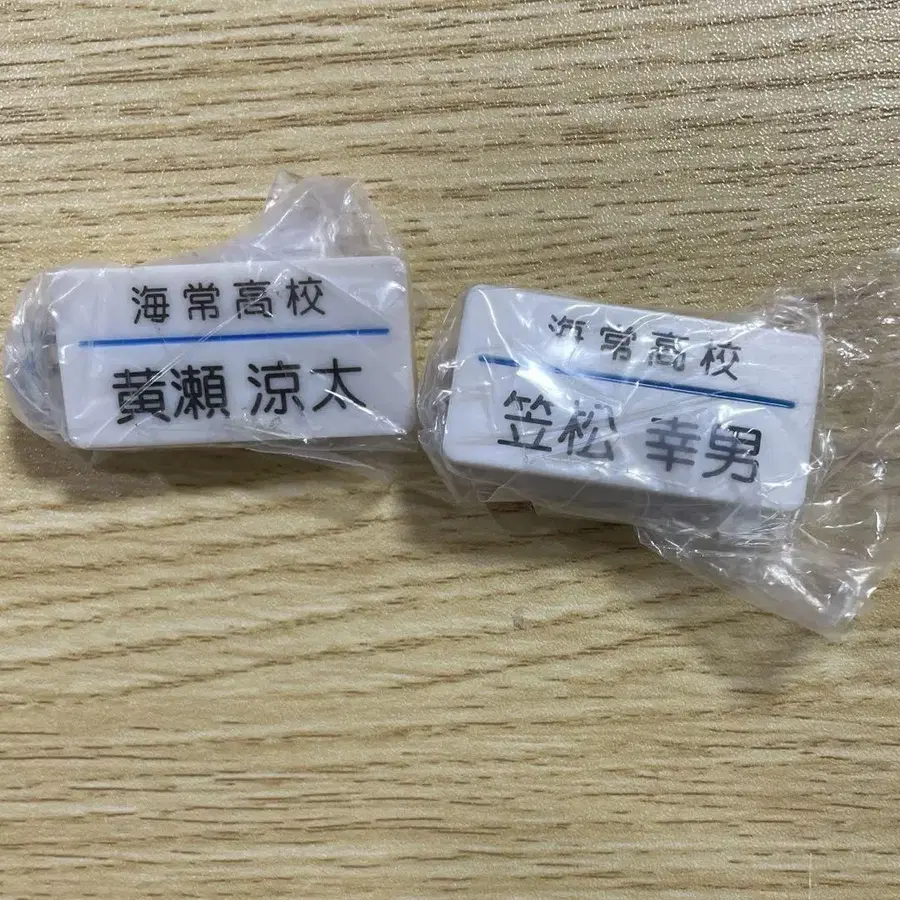 海常高校
黄瀬 涼太
海常高校
笠松 幸男